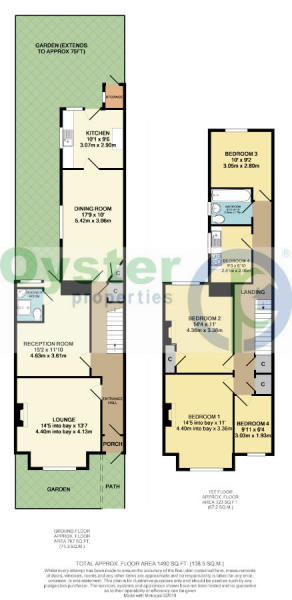 GARDEN (EXTENDS
TO APPROX 75FT)
STORAGE
KITCHEN
10'1 x 9'6
3.07m x 2.90m
DINING ROOM
17'9 x 10'
5.42m x 3.86m
C
C
RECEPTION ROOM
15'2 x 11'10
4.63m x 3.61m
LOUNGE
14'5 into bay x 13'7
4.40m into bay x 4.13m
ENTRANCE
HALL
PORCH
GARDEN
PATH
GROUND FLOOR
APPROX. FLOOR
AREA 767 SQ.FT.
(71.3 SQ.M.)
BEDROOM 3
10' x 9'2
3.05m x 2.80m
BATHROOM
LANDING
BEDROOM 2
14'4 x 11'
4.36m x 3.36m
C
C
C
BEDROOM 1
14'5 into bay x 11'
4.40m into bay x 3.35m
BEDROOM 4
9'11 x 6'4
3.03m x 1.93m
1ST FLOOR
APPROX. FLOOR
AREA 723 SQ.FT.
(67.2 SQ.M.)
Oyster
properties
TOTAL APPROX. FLOOR AREA 1490 SQ.FT. (138.5 SQ.M.)
Whilst every attempt has been made to ensure the accuracy of the floor plan contained here, measurements
of doors, windows, rooms and any other items are approximate and no responsibility is taken for any error,
omission, or mis-statement. This plan is for illustrative purposes only and should be used as such by any
prospective purchaser. The services, systems and appliances shown have not been tested and no guarantee
as to their operability or efficiency can be given
Made with Metropix ©2019